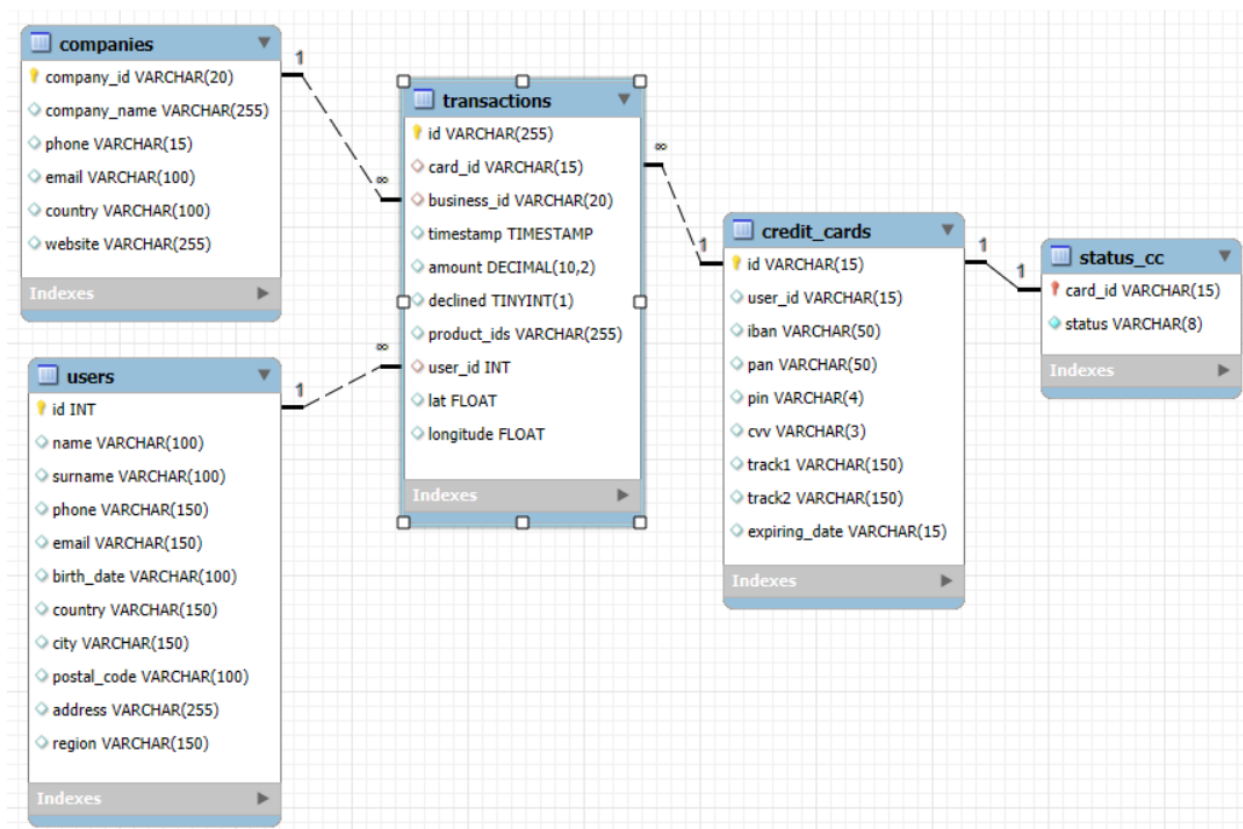 companies
company_id VARCHAR(20)
company_name VARCHAR(255)
phone VARCHAR(15)
email VARCHAR(100)
country VARCHAR(100)
website VARCHAR(255)
Indexes
1
∞
transactions
id VARCHAR(255)
card_id VARCHAR(15)
business_id VARCHAR(20)
timestamp TIMESTAMP
amount DECIMAL(10,2)
declined TINYINT(1)
product_ids VARCHAR(255)
user_id INT
lat FLOAT
longitude FLOAT
Indexes
∞
1
users
id INT
name VARCHAR(100)
surname VARCHAR(100)
phone VARCHAR(150)
email VARCHAR(150)
birth_date VARCHAR(100)
country VARCHAR(150)
city VARCHAR(150)
postal_code VARCHAR(100)
address VARCHAR(255)
region VARCHAR(150)
Indexes
1
∞
credit_cards
id VARCHAR(15)
user_id VARCHAR(15)
iban VARCHAR(50)
pan VARCHAR(50)
pin VARCHAR(4)
cvv VARCHAR(3)
track1 VARCHAR(150)
track2 VARCHAR(150)
expiring_date VARCHAR(15)
Indexes
1
1
status_cc
card_id VARCHAR(15)
status VARCHAR(8)
Indexes